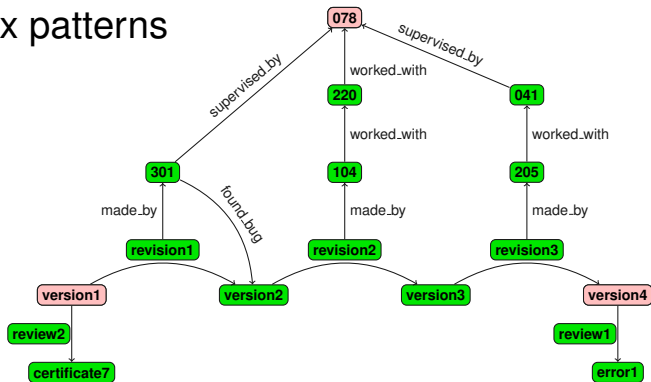 x patterns
078
supervised_by
supervised_by
worked_with
220
041
worked_with
worked_with
301
104
205
found_bug
made_by
made_by
made_by
revision1
revision2
revision3
version1
version2
version3
version4
review2
review1
certificate7
error1